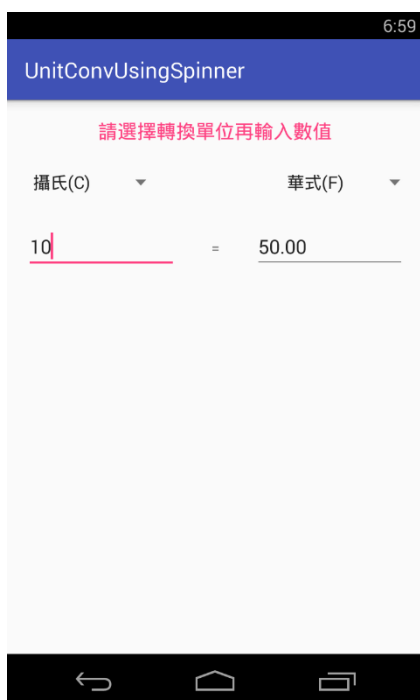 6:59
UnitConvUsingSpinner
請選擇轉換單位再輸入數值
攝氏(C) 華式(F)
10 = 50.00